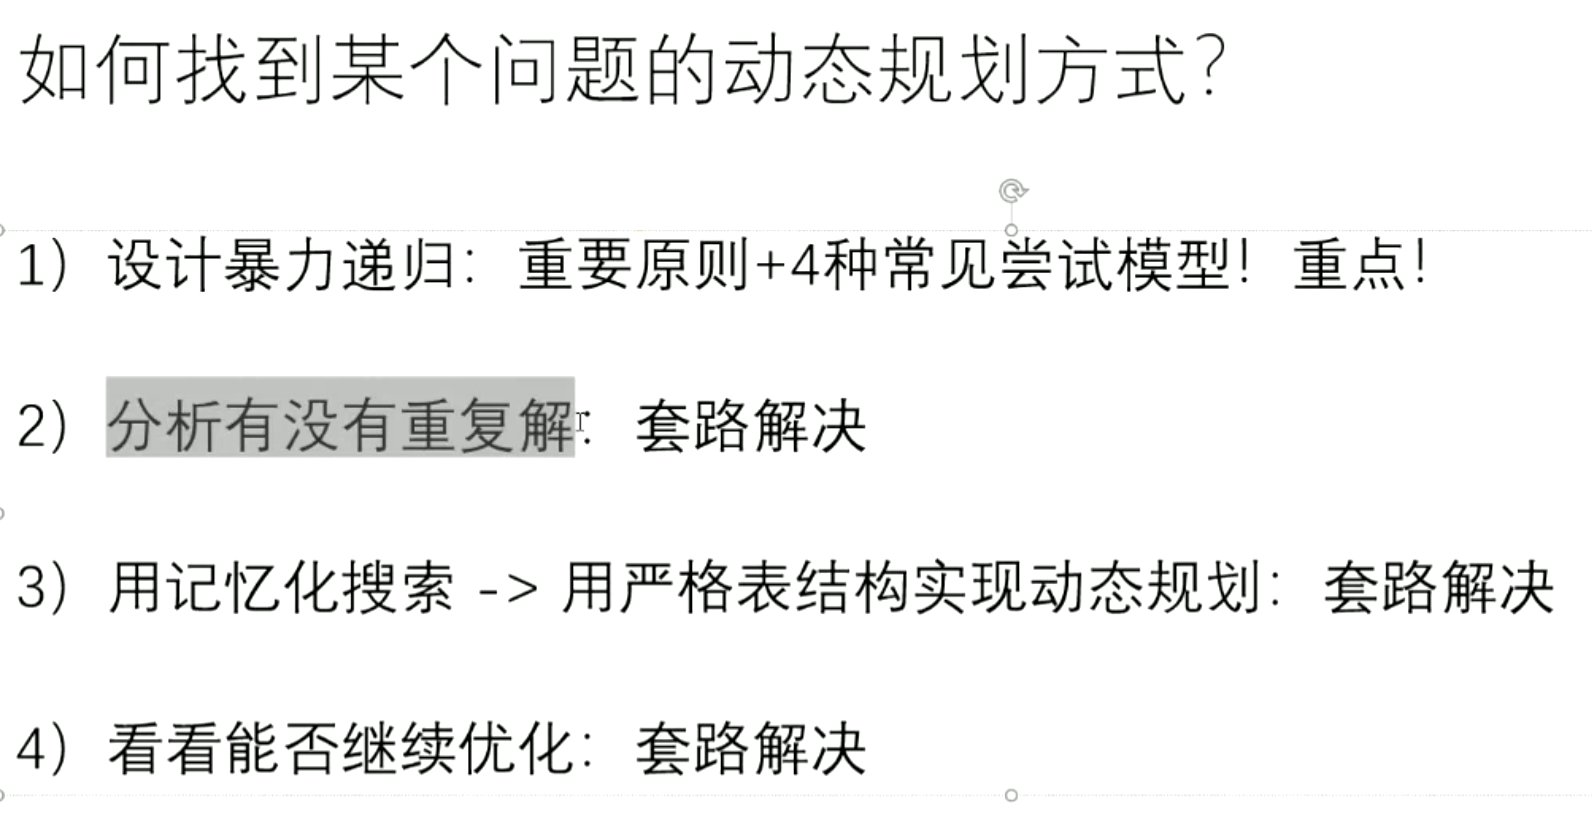 如何找到某个问题的动态规划方式？
1）设计暴力递归：重要原则+4种常见尝试模型！重点！
2）分析有没有重复解：套路解决
3）用记忆化搜索 -> 用严格表结构实现动态规划：套路解决
4）看看能否继续优化：套路解决